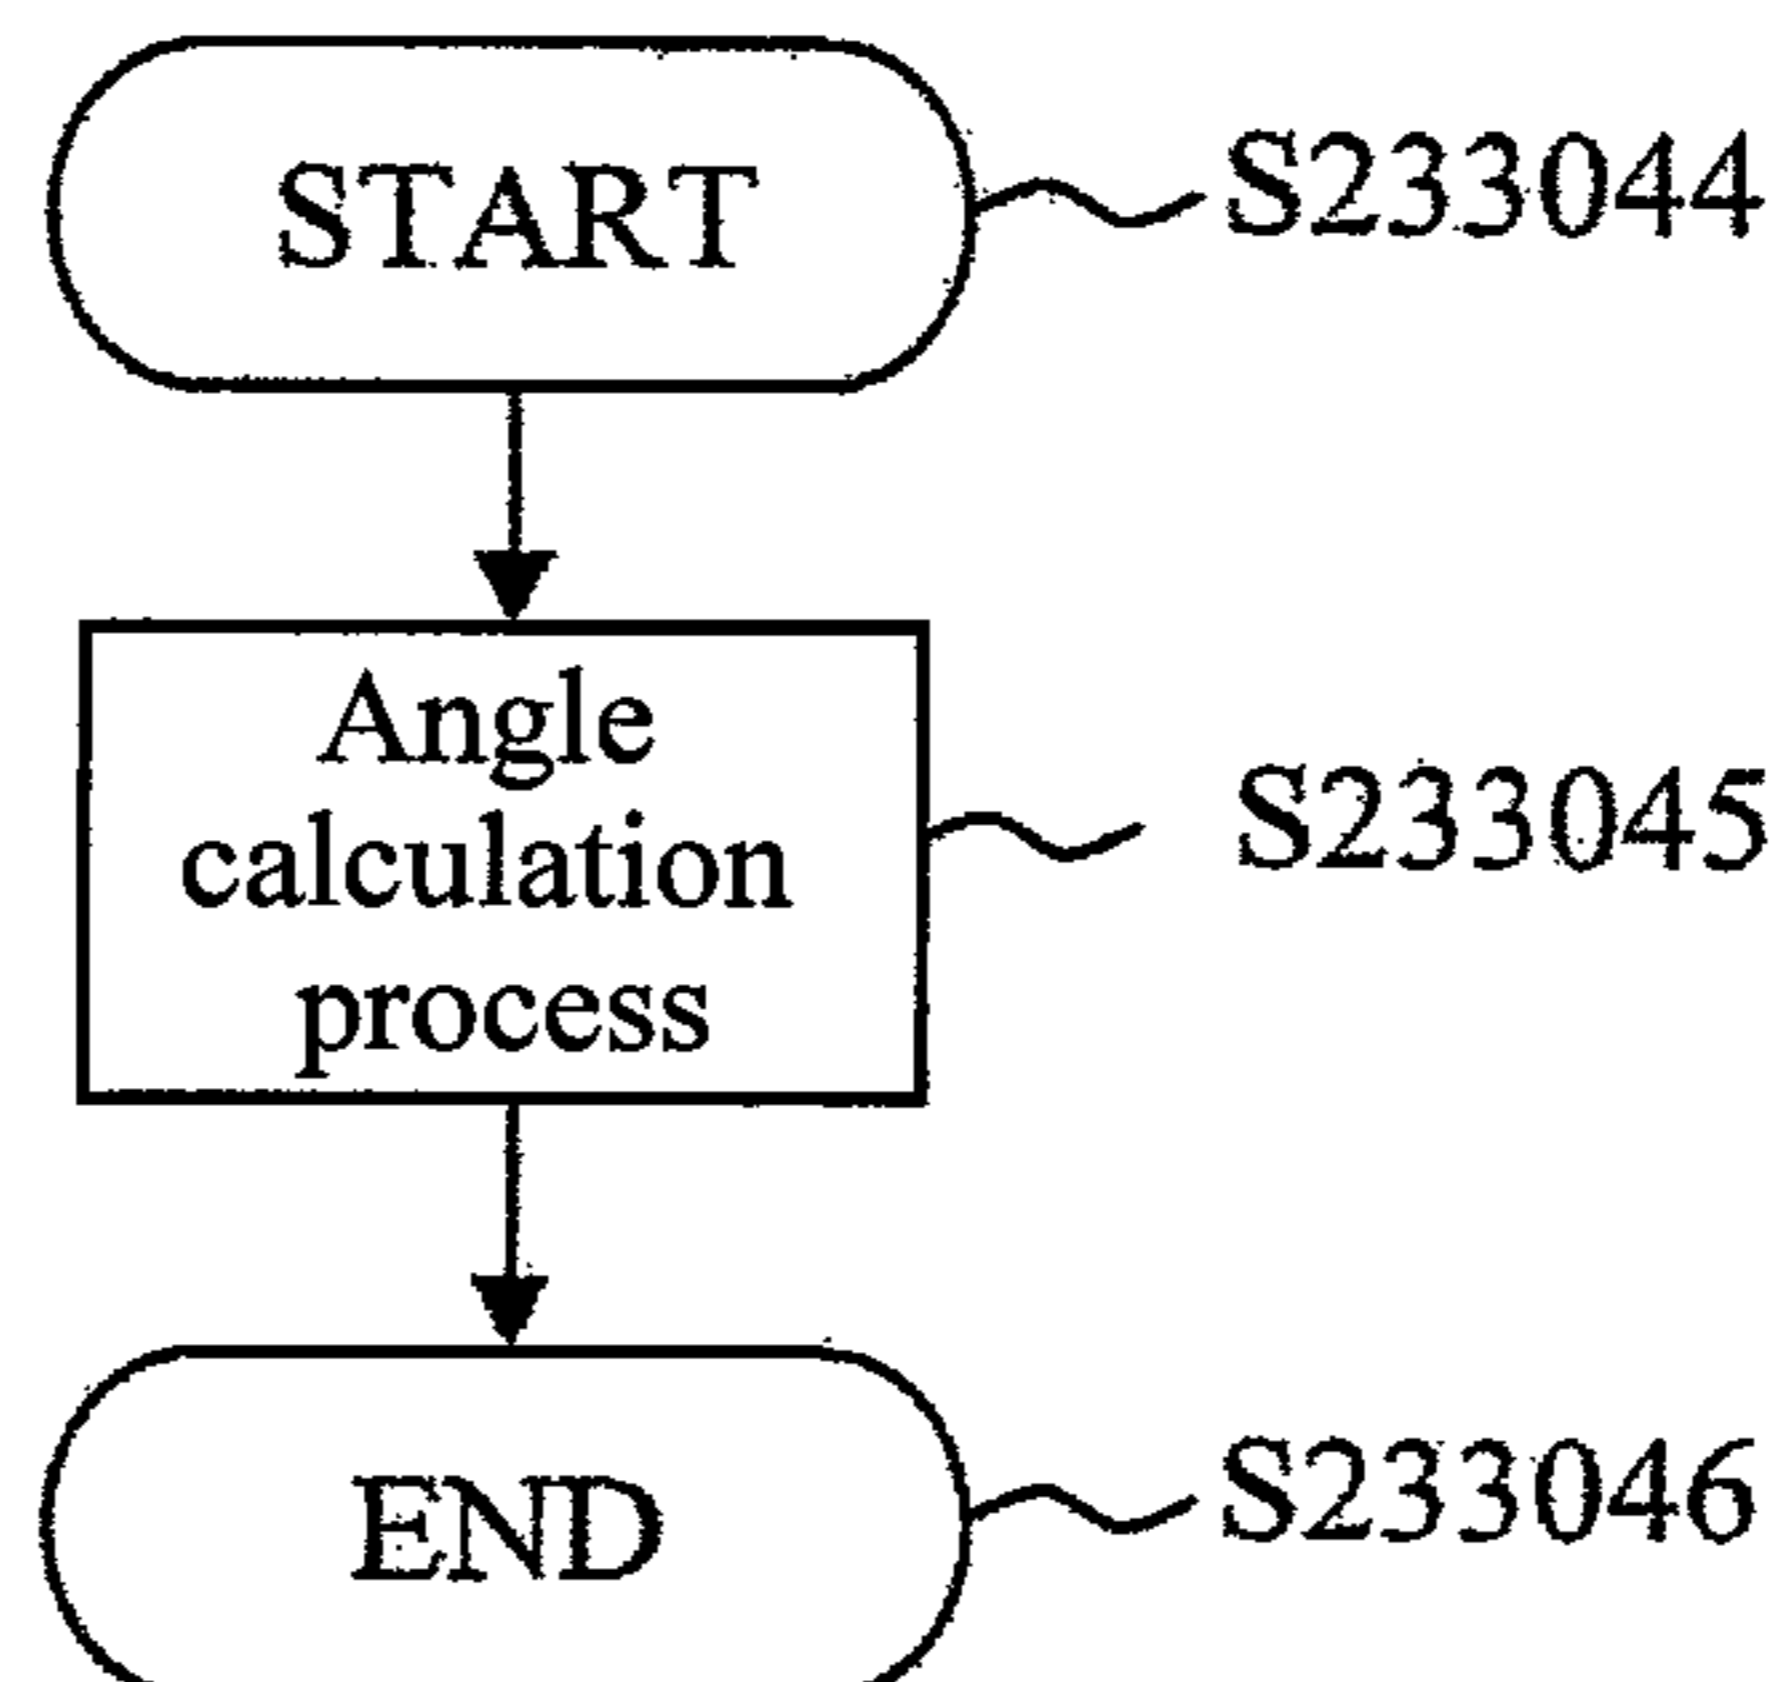 START
S233044
Angle
calculation
process
S233045
END
S233046